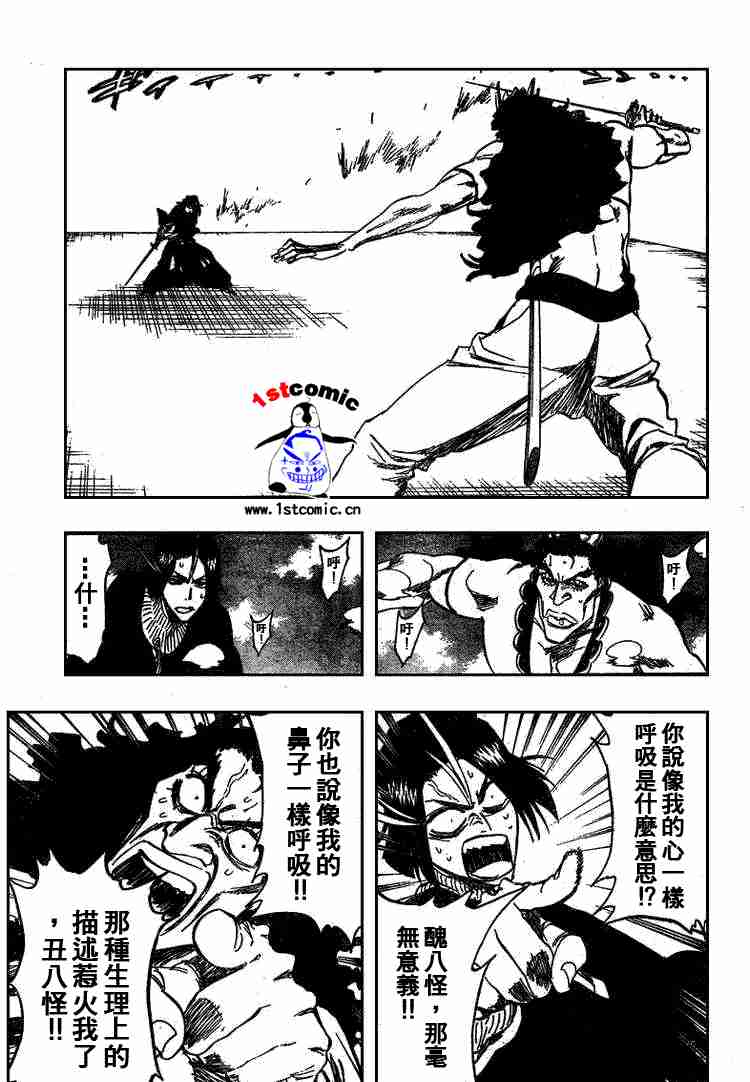 1stcomic
www.1stcomic.cn
呼!
呼!
呼!
呼!
……什……
你說像我的心一樣
呼吸是什麼意思!?
醜八怪，那毫
無意義!!
你也說像我的
鼻子一樣呼吸!!
那種生理上的
描述惹火我了
，丑八怪!!